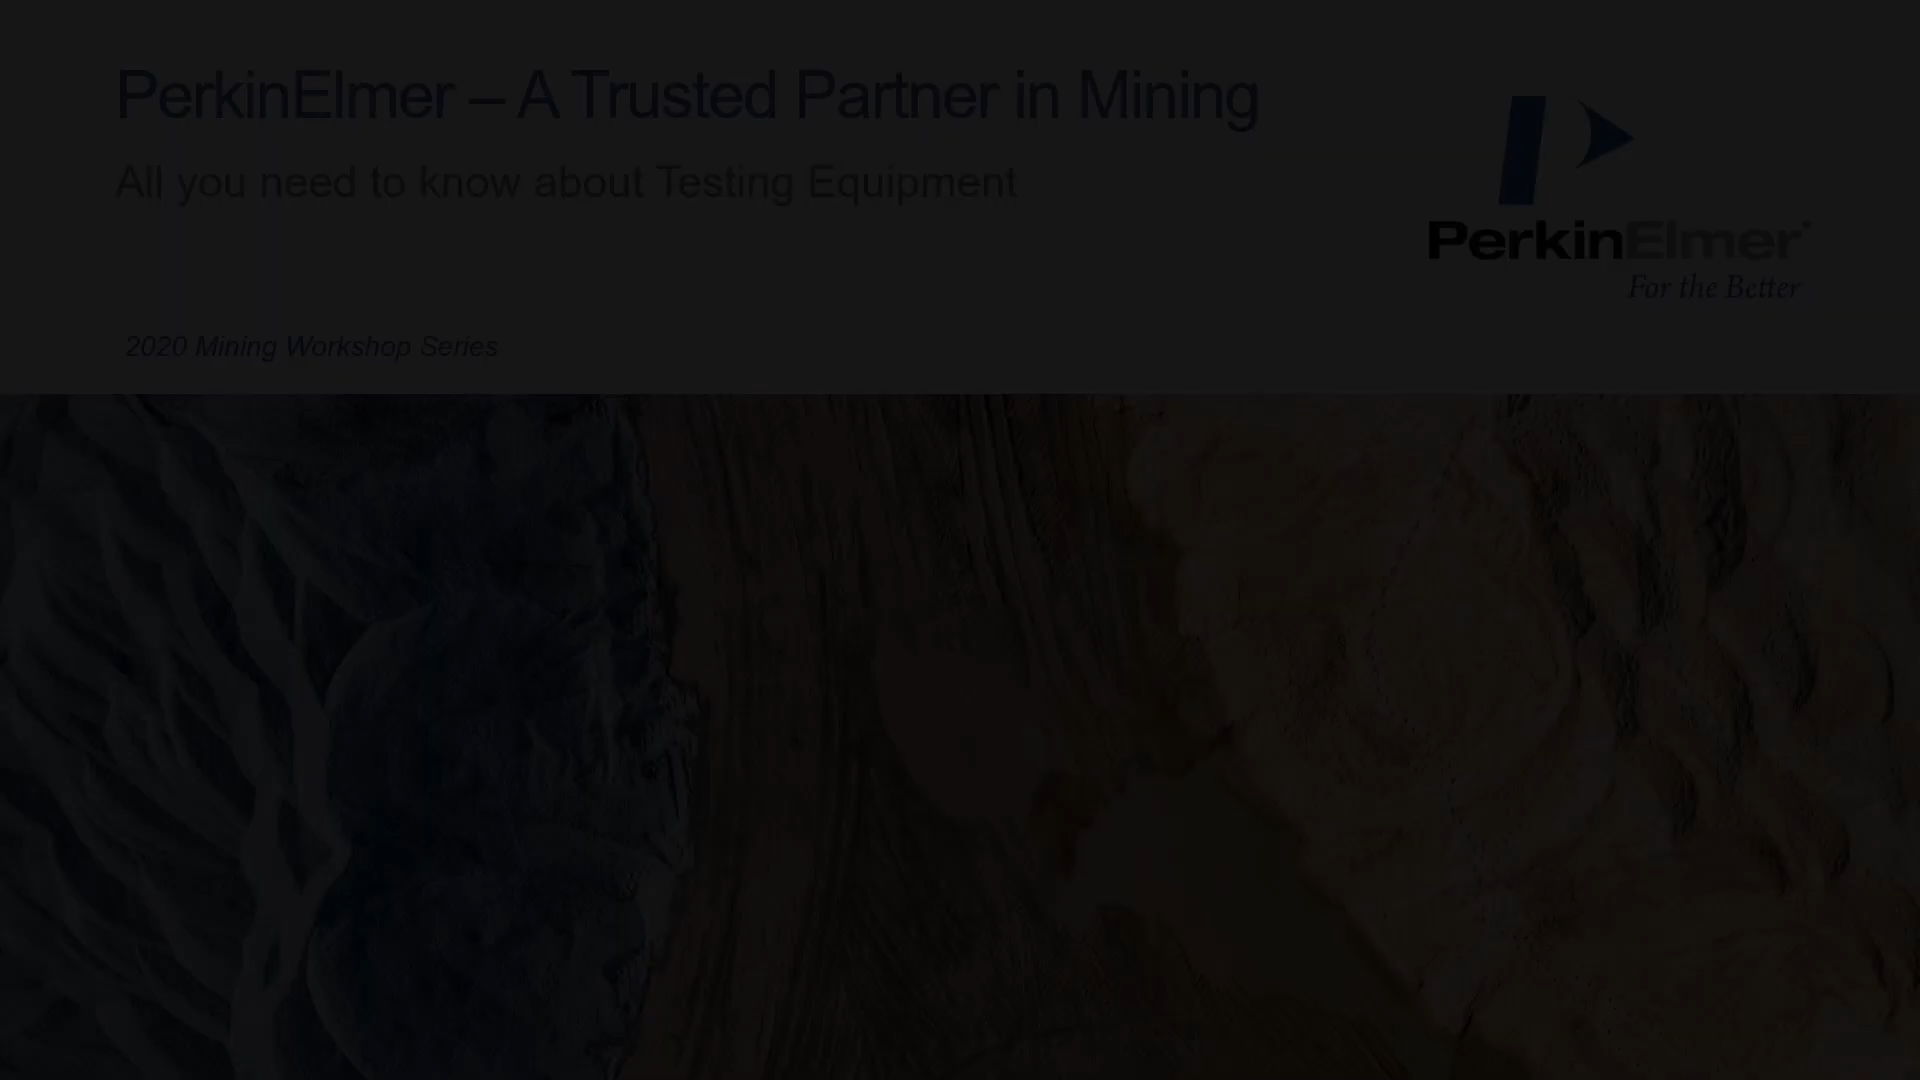 PerkinElmer – A Trusted Partner in Mining
All you need to know about Testing Equipment
PerkinElmer®
For the Better
2020 Mining Workshop Series